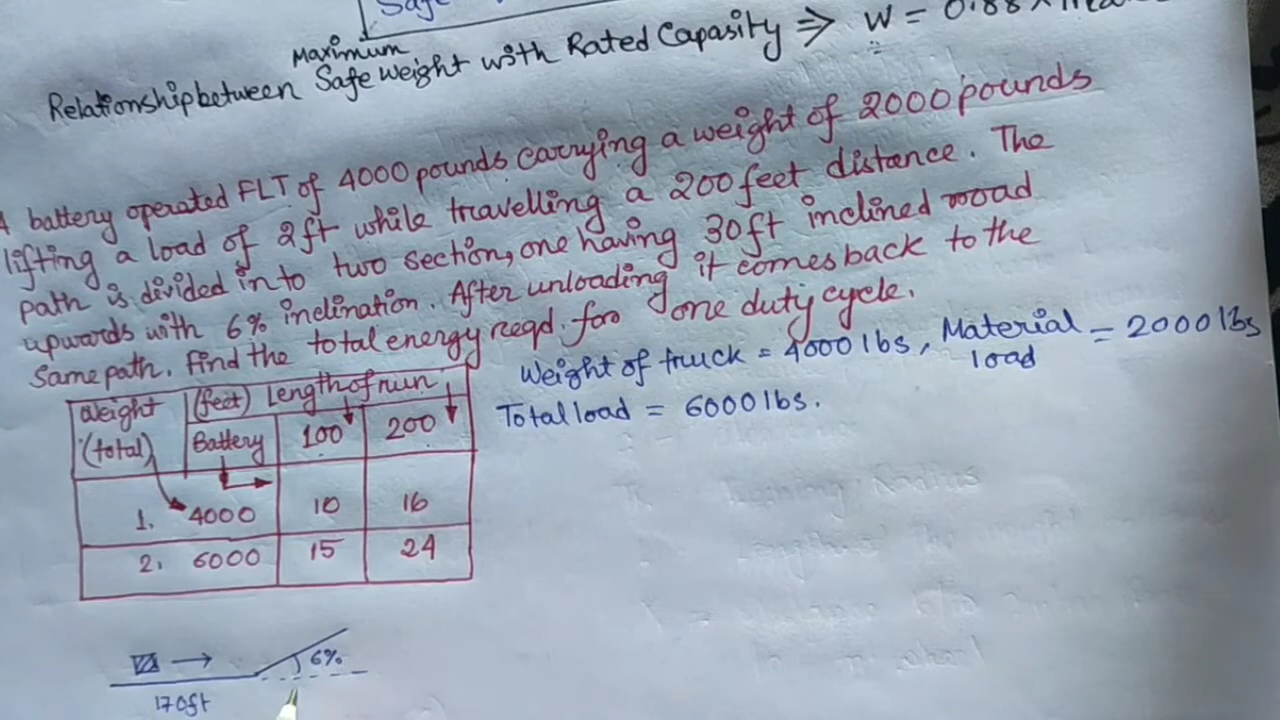 Safe
Maximum
Relationship between Safe Weight with Rated Capasity ⇒ W = 0.88 ×
A battery operated FLT of 4000 pounds carrying a weight of 2000 pounds
lifting a load of 2ft while travelling a 200 feet distance. The
path is divided in to two section, one having 30ft inclined road
upwards with 6% inclination. After unloading it comes back to the
Same path. Find the total energy reqd. for one duty cycle.
Weight of truck = 4000 lbs, Material load = 2000 lbs
Total load = 6000 lbs.
Weight (total) (feet) Length of run
Battery 100 200
1. 4000 10 16
2. 6000 15 24
6%
170ft